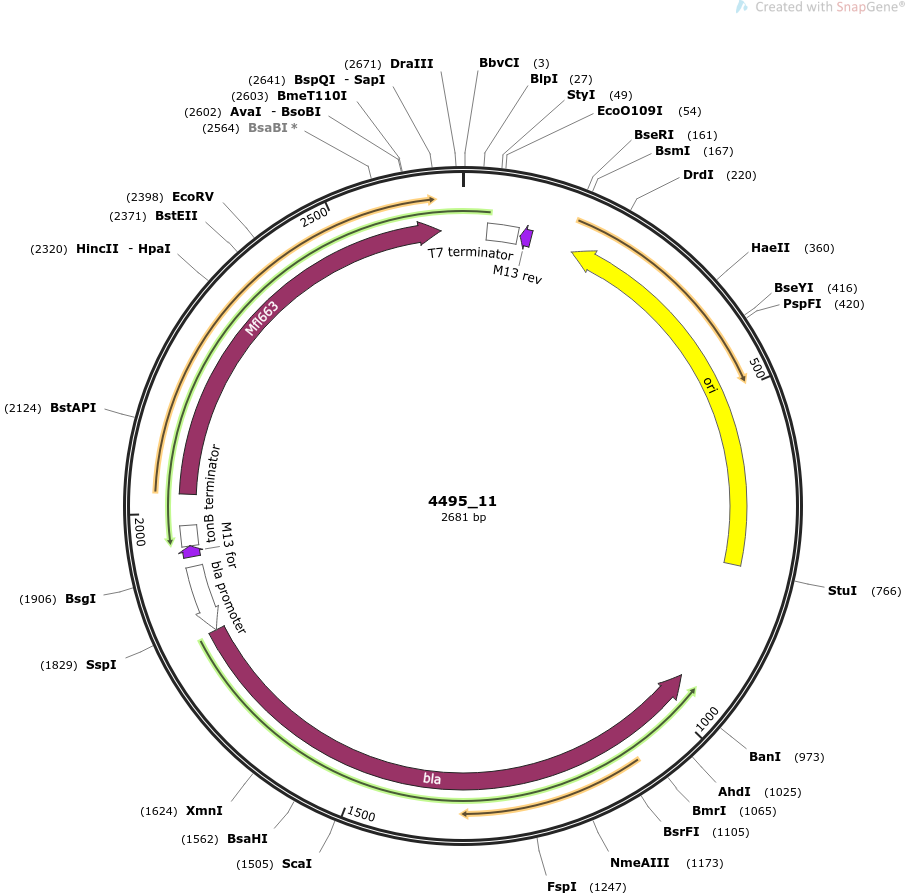 Created with SnapGene®
(2671) DraIII
(2641) BspQI - SapI
(2603) BmeT110I
(2602) AvaI - BsoBI
(2564) BsaBI *
BbvCI (3)
BlpI (27)
StyI (49)
EcoO109I (54)
BseRI (161)
BsmI (167)
DrdI (220)
(2398) EcoRV
(2371) BstEII
(2320) HincII - HpaI
HaeII (360)
BseYI (416)
PspFI (420)
2500
T7 terminator
M13 rev
Mfl663
500
ori
(2124) BstAPI
tonB terminator
M13 for
bla promoter
2000
4495_11
2681 bp
(1906) BsgI
(1829) SspI
StuI (766)
1000
BanI (973)
AhdI (1025)
BmrI (1065)
BsrFI (1105)
NmeAIII (1173)
FspI (1247)
bla
1500
(1624) XmnI
(1562) BsaHI
(1505) ScaI